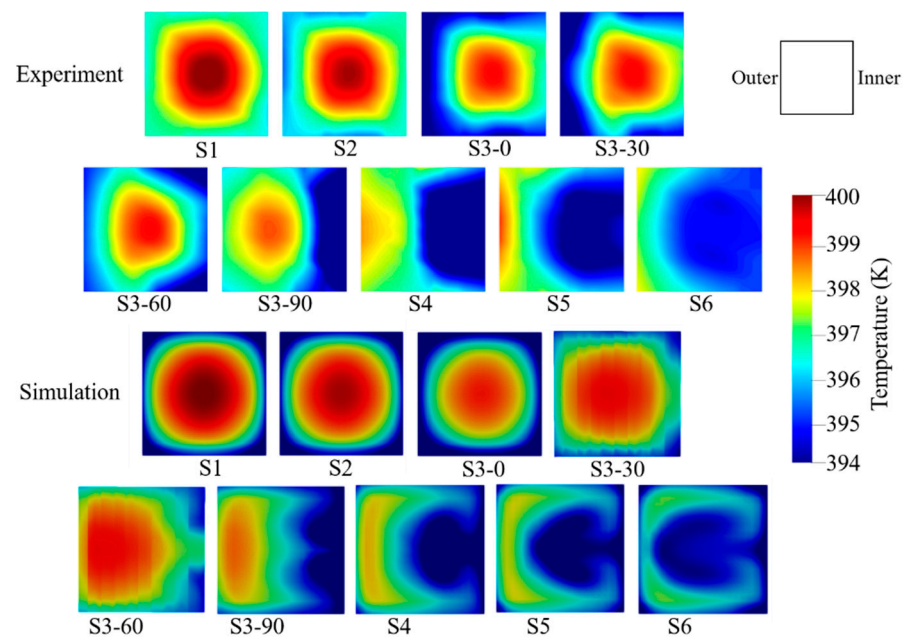 Experiment
Outer
Inner
S1
S2
S3-0
S3-30
S3-60
S3-90
S4
S5
S6
Simulation
S1
S2
S3-0
S3-30
S3-60
S3-90
S4
S5
S6
400
399
398
397
396
395
394
Temperature (K)